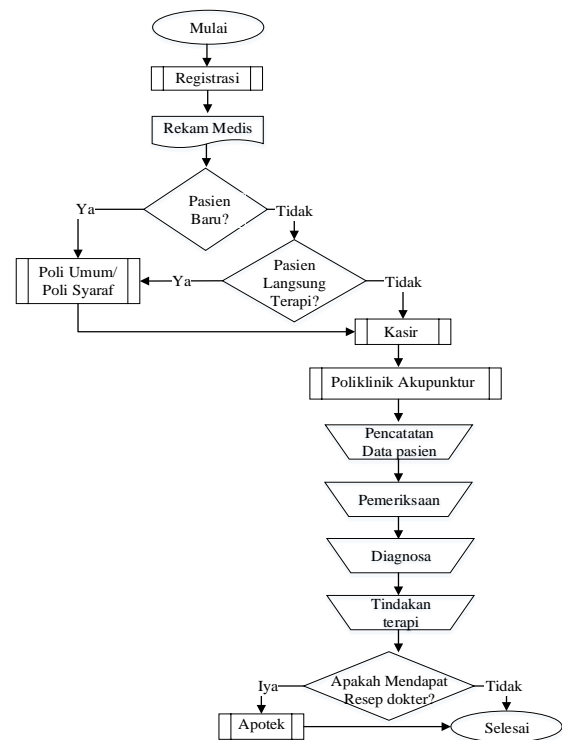 Mulai
Registrasi
Rekam Medis
Pasien
Baru?
Ya
Tidak
Poli Umum/
Poli Syaraf
Ya
Pasien
Langsung
Terapi?
Tidak
Kasir
Poliklinik Akupunktur
Pencatatan
Data pasien
Pemeriksaan
Diagnosa
Tindakan
terapi
Iya
Apakah Mendapat
Resep dokter?
Tidak
Apotek
Selesai